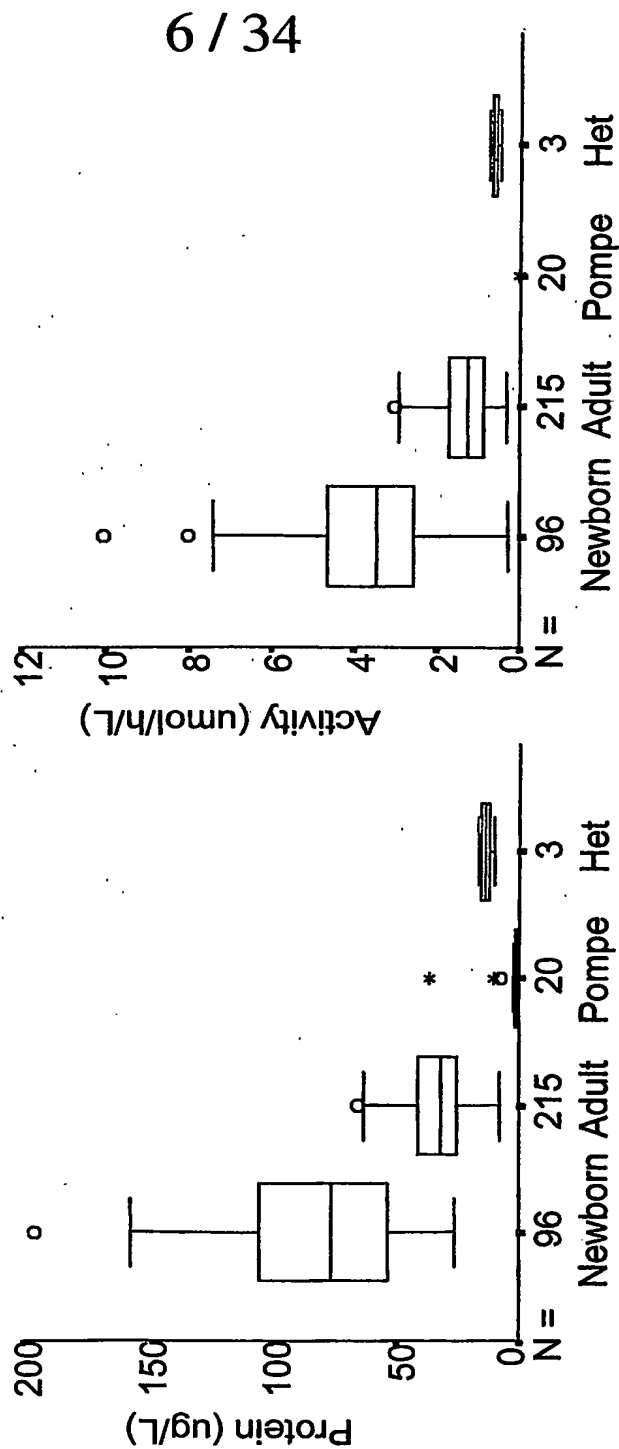 6 / 34
Protein (ug/L)
200
150
100
50
0
N = 96 215 20 3
Newborn Adult Pompe Het
Activity (umol/h/L)
12
10
8
6
4
2
0
N = 96 215 20 3
Newborn Adult Pompe Het